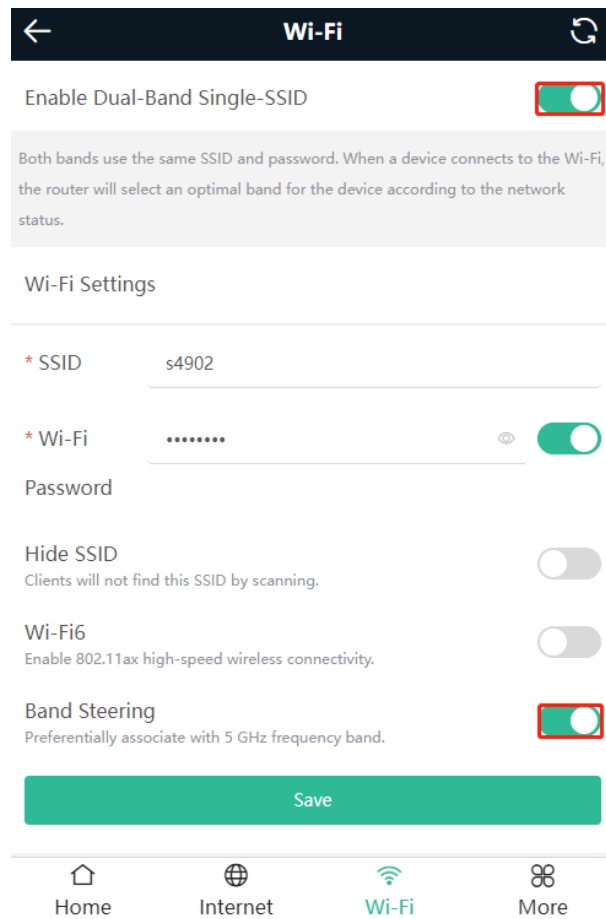 Wi-Fi
Enable Dual-Band Single-SSID
Both bands use the same SSID and password. When a device connects to the Wi-Fi,
the router will select an optimal band for the device according to the network
status.
Wi-Fi Settings
* SSID s4902
* Wi-Fi ••••••••
Password
Hide SSID
Clients will not find this SSID by scanning.
Wi-Fi6
Enable 802.11ax high-speed wireless connectivity.
Band Steering
Preferentially associate with 5 GHz frequency band.
Save
Home Internet Wi-Fi More